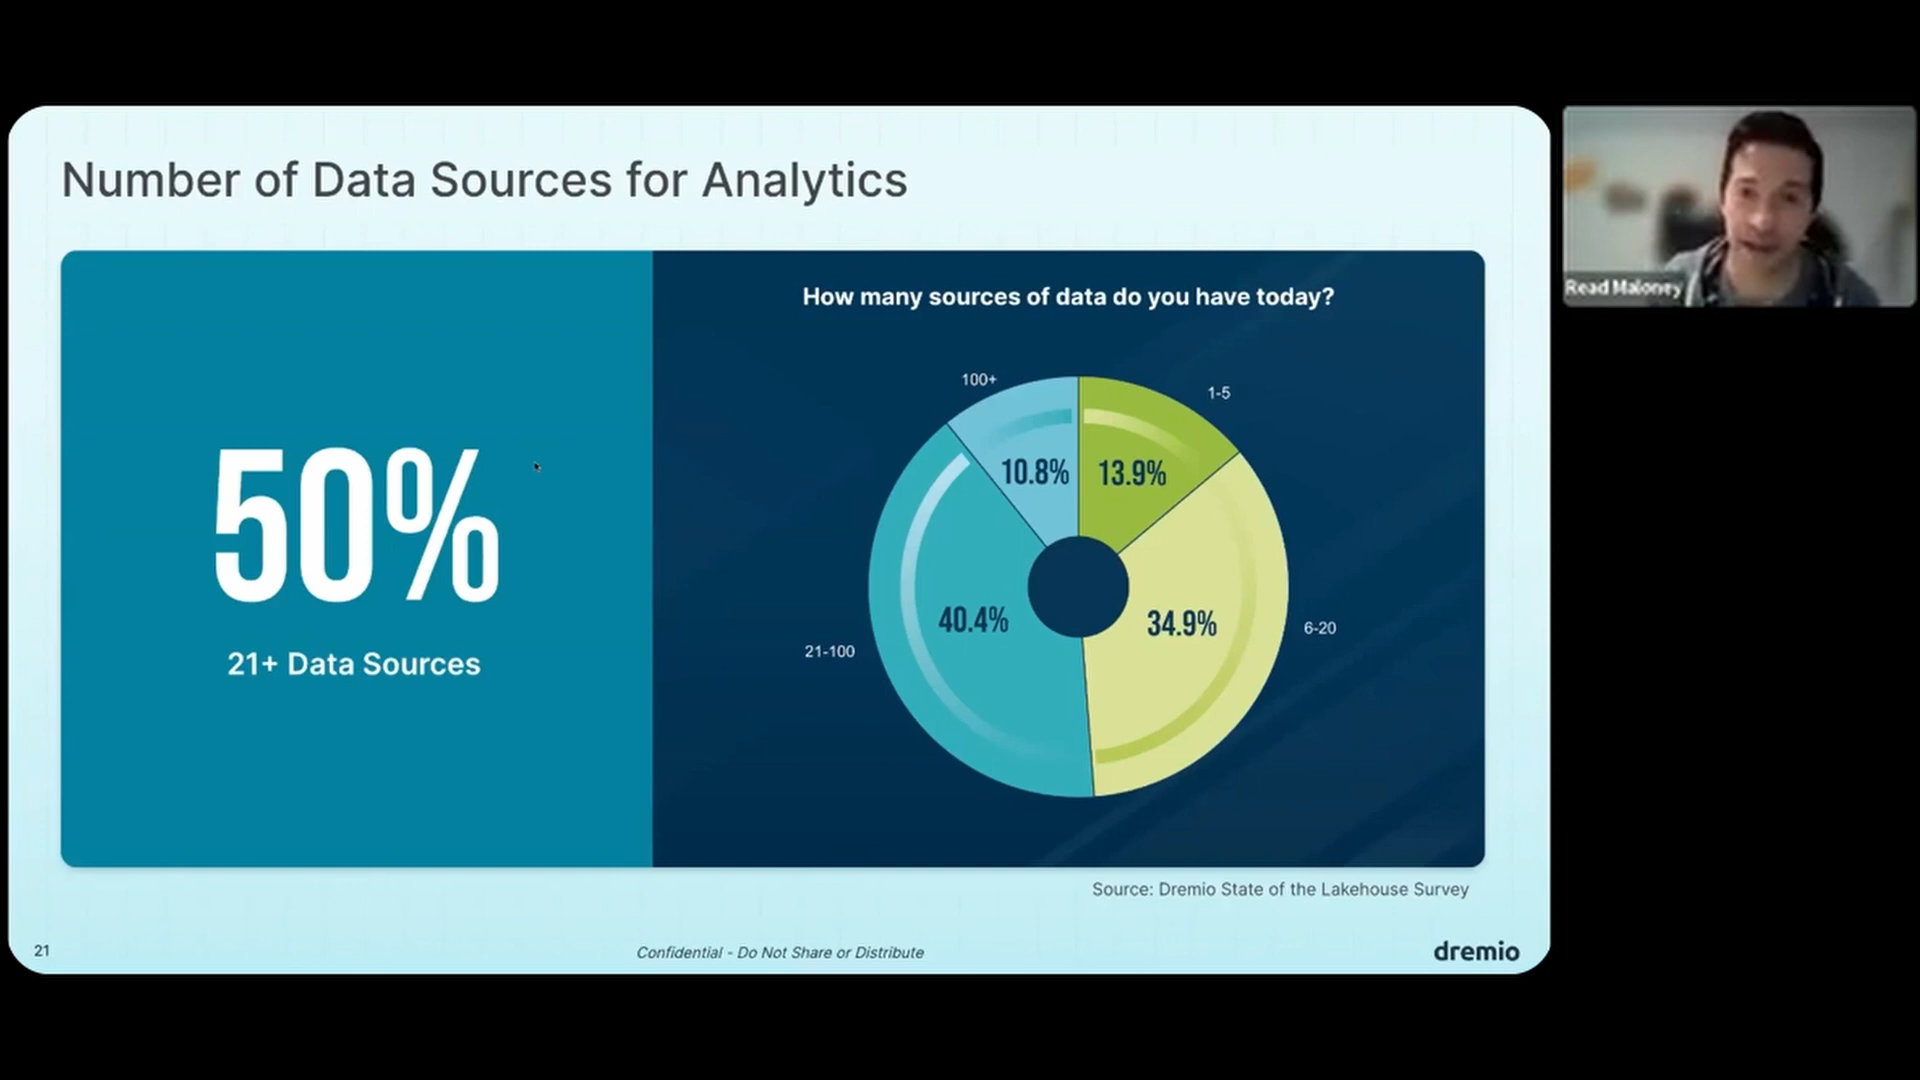 Number of Data Sources for Analytics
50%
21+ Data Sources
How many sources of data do you have today?
100+
1-5
10.8%
13.9%
40.4%
34.9%
21-100
6-20
Source: Dremio State of the Lakehouse Survey
21
Confidential - Do Not Share or Distribute
dremio
Read Maloney